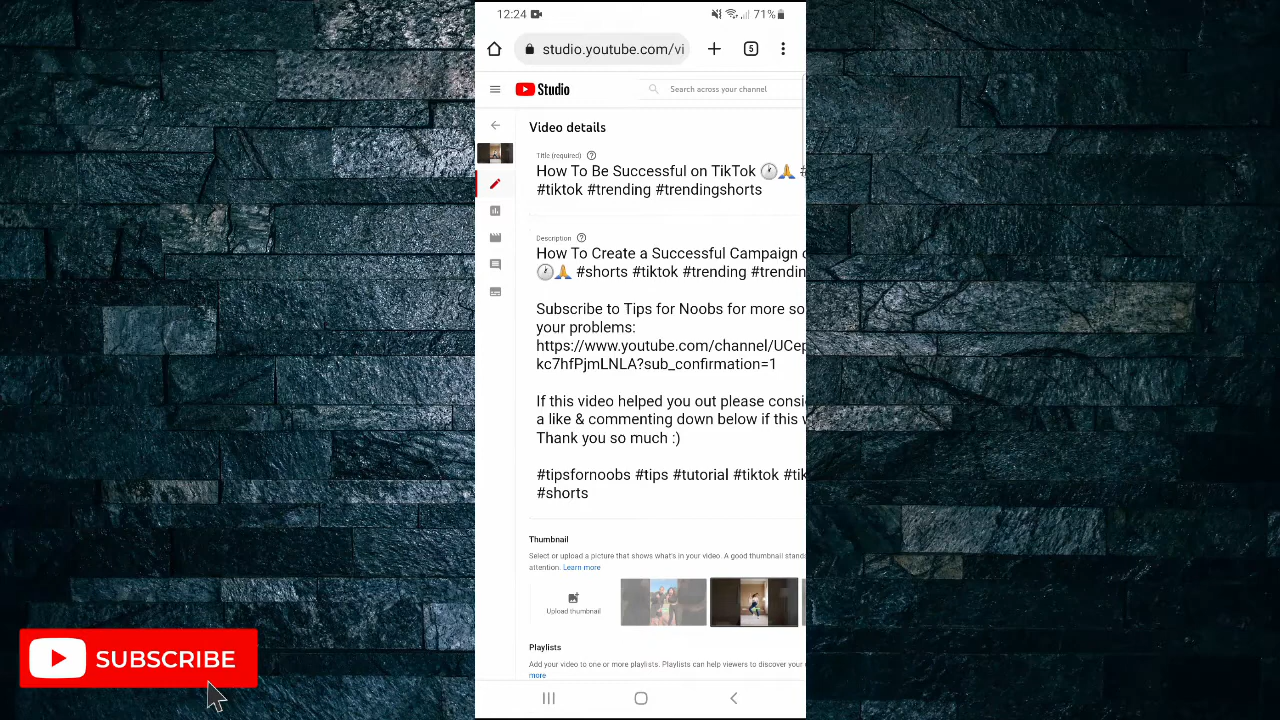 12:24
71%
studio.youtube.com/vi
5
Studio
Search across your channel
Video details
Title (required)
How To Be Successful on TikTok 🕐🙏 #
#tiktok #trending #trendingshorts
Description
How To Create a Successful Campaign
🕐🙏 #shorts #tiktok #trending #trendin
Subscribe to Tips for Noobs for more so
your problems:
https://www.youtube.com/channel/UCep
kc7hfPjmLNLA?sub_confirmation=1
If this video helped you out please consi
a like & commenting down below if this
Thank you so much :)
#tipsfornoobs #tips #tutorial #tiktok #tik
#shorts
Thumbnail
Select or upload a picture that shows what's in your video. A good thumbnail stands
attention. Learn more
Upload thumbnail
Playlists
Add your video to one or more playlists. Playlists can help viewers to discover your
more
SUBSCRIBE